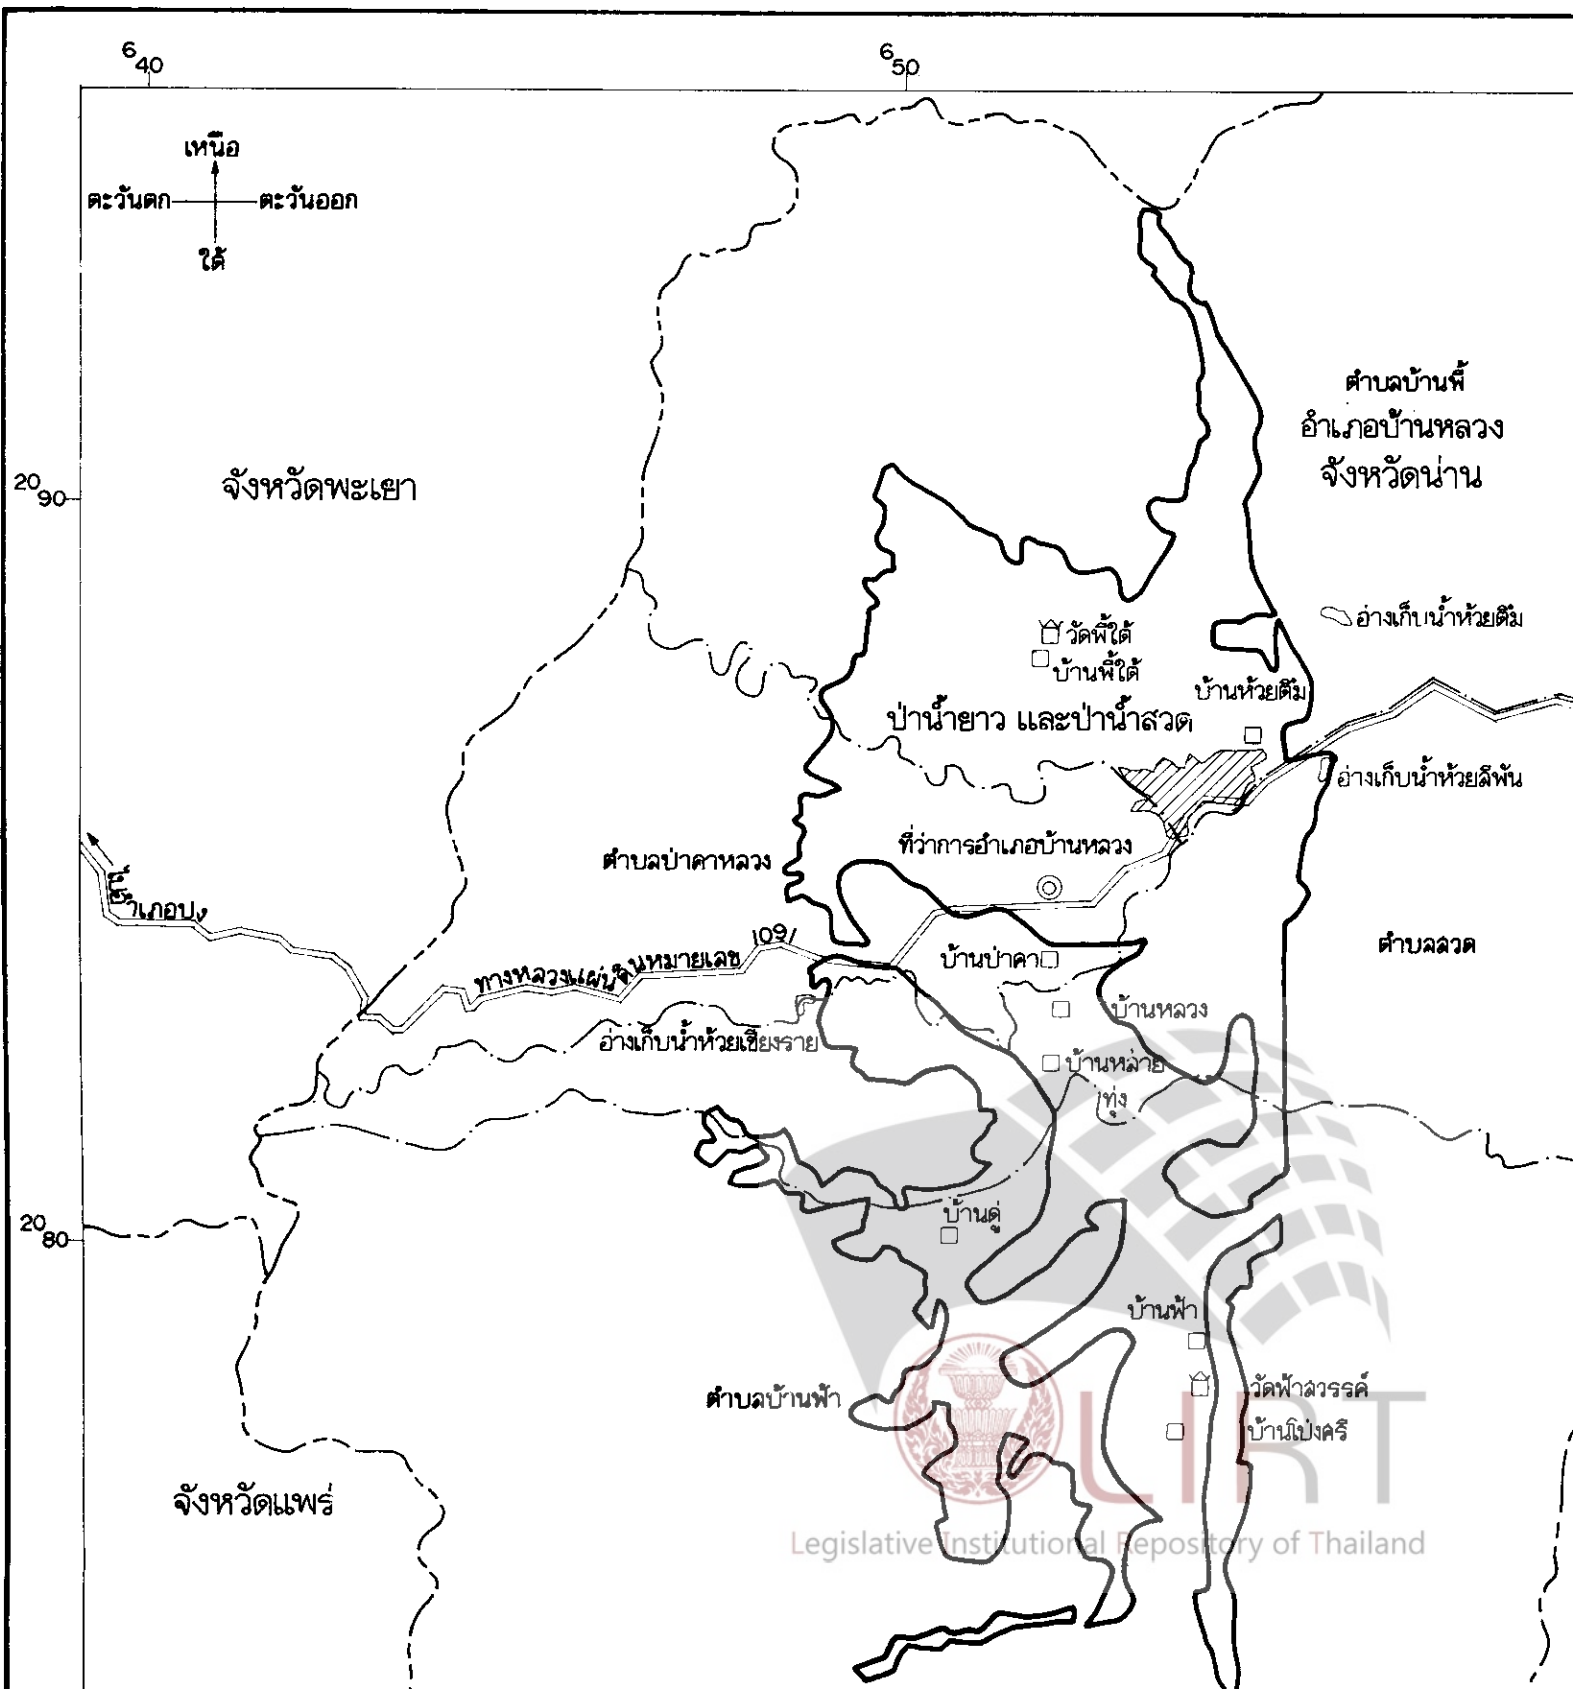 640
650
เหนือ
ตะวันตก
ตะวันออก
ใต้
ตำบลบ้านพี้
อำเภอบ้านหลวง
จังหวัดน่าน
จังหวัดพะเยา
2090
อ่างเก็บน้ำห้วยติ้ม
วัดพี้ใต้
บ้านพี้ใต้
บ้านห้วยติ้ม
ป่าน้ำยาว และป่าน้ำสวด
อ่างเก็บน้ำห้วยลีพัน
ที่ว่าการอำเภอบ้านหลวง
ตำบลป่าคาหลวง
ไปอำเภอปง
ทางหลวงแผ่นดินหมายเลข 1091
ตำบลสวด
บ้านป่าคา
บ้านหลวง
อ่างเก็บน้ำห้วยเชียงราย
บ้านหล่ายทุ่ง
2080
บ้านดู่
บ้านฟ้า
วัดฟ้าสวรรค์
ตำบลบ้านฟ้า
บ้านโป่งศรี
จังหวัดแพร่
LIRT
Legislative Institutional Repository of Thailand